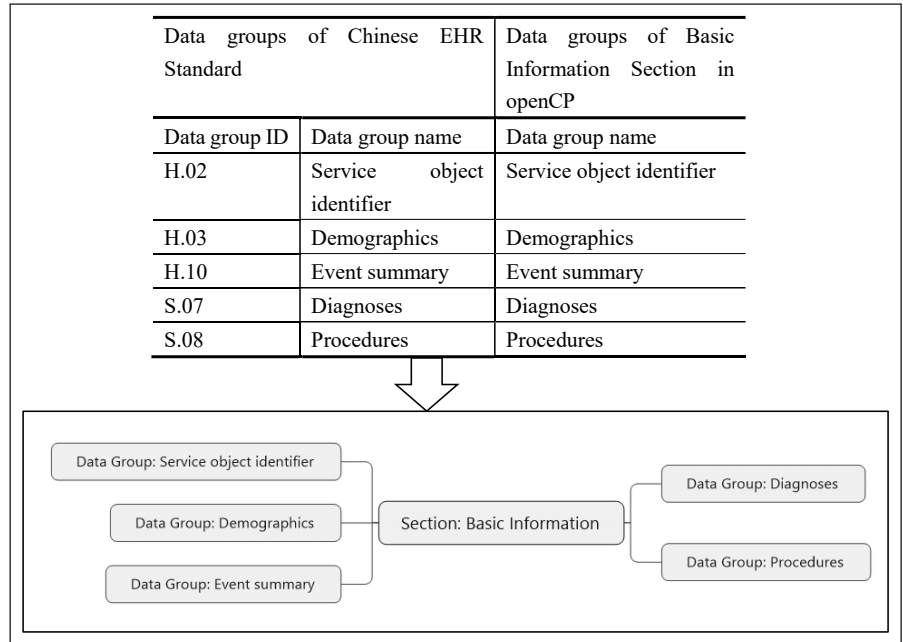 Data groups of Chinese EHR Standard
Data groups of Basic Information Section in openCP
Data group ID Data group name Data group name
H.02 Service object identifier Service object identifier
H.03 Demographics Demographics
H.10 Event summary Event summary
S.07 Diagnoses Diagnoses
S.08 Procedures Procedures
Data Group: Service object identifier
Data Group: Demographics
Data Group: Event summary
Section: Basic Information
Data Group: Diagnoses
Data Group: Procedures